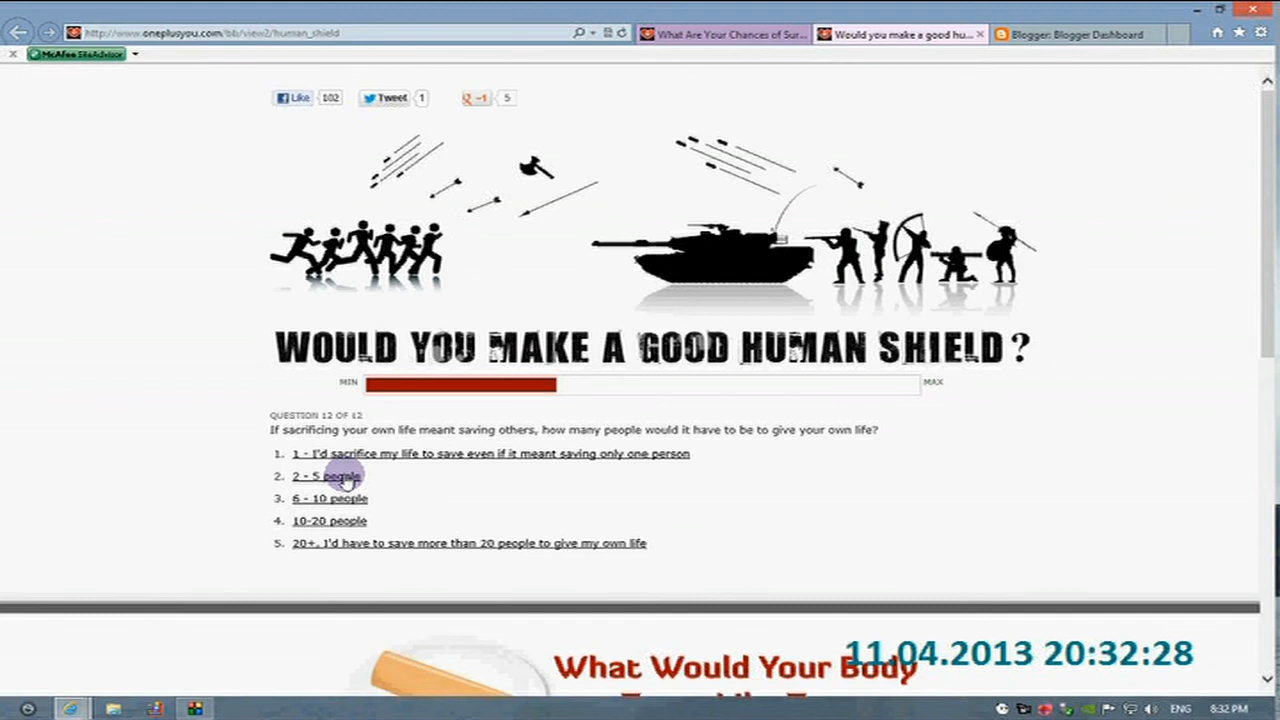 http://www.oneplusyou.com/bb/view2/human_shield
What Are Your Chances of Sur...
Would you make a good hu...
Blogger: Blogger Dashboard
McAfee SiteAdvisor
Like 102 Tweet 1 -1 5
WOULD YOU MAKE A GOOD HUMAN SHIELD?
MIN MAX
QUESTION 12 OF 12
If sacrificing your own life meant saving others, how many people would it have to be to give your own life?
1. 1 - I'd sacrifice my life to save even if it meant saving only one person
2. 2 - 5 people
3. 6 - 10 people
4. 10-20 people
5. 20+. I'd have to save more than 20 people to give my own life
What Would Your Body
11.04.2013 20:32:28
ENG 8:32 PM